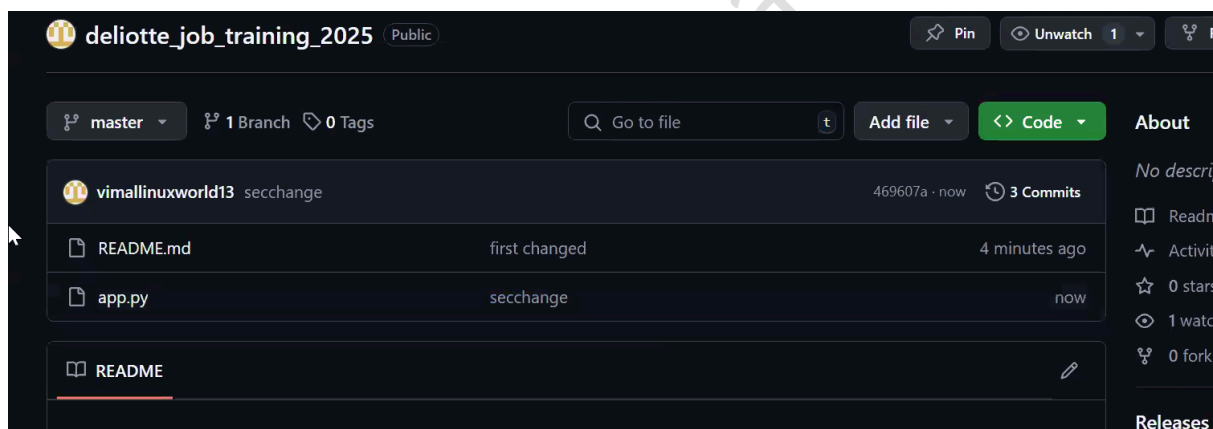 deliotte_job_training_2025 Public Pin Unwatch 1
master 1 Branch 0 Tags Go to file t Add file Code About
vimallinuxworld13 secchange 469607a · now 3 Commits
README.md first changed 4 minutes ago
app.py secchange now
README
No
0
1
0
Releases